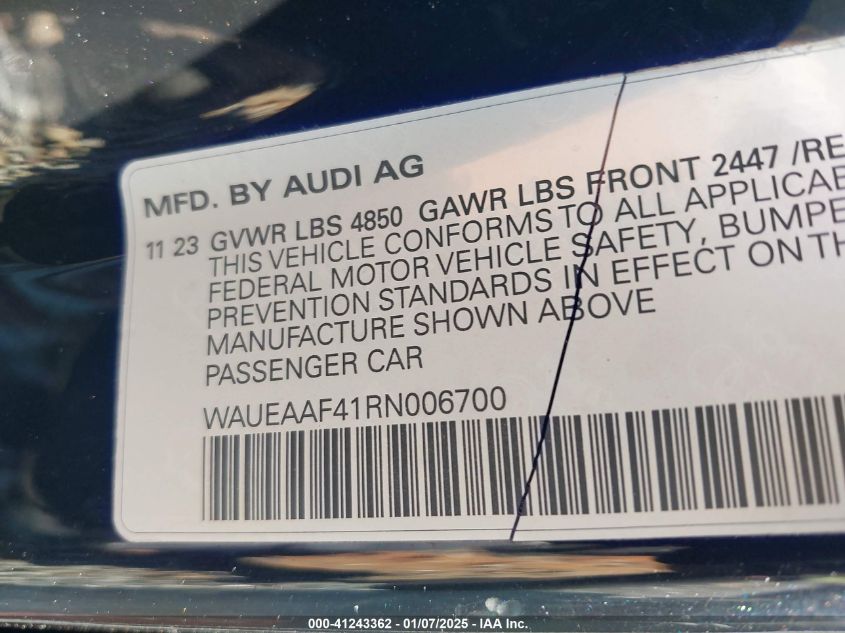 MFD. BY AUDI AG
11 23 GVWR LBS 4850 GAWR LBS FRONT 2447 /RE
THIS VEHICLE CONFORMS TO ALL APPLICAB
FEDERAL MOTOR VEHICLE SAFETY, BUMPE
PREVENTION STANDARDS IN EFFECT ON TH
MANUFACTURE SHOWN ABOVE
PASSENGER CAR
WAUEAAF41RN006700
000-41243362 - 01/07/2025 - IAA Inc.